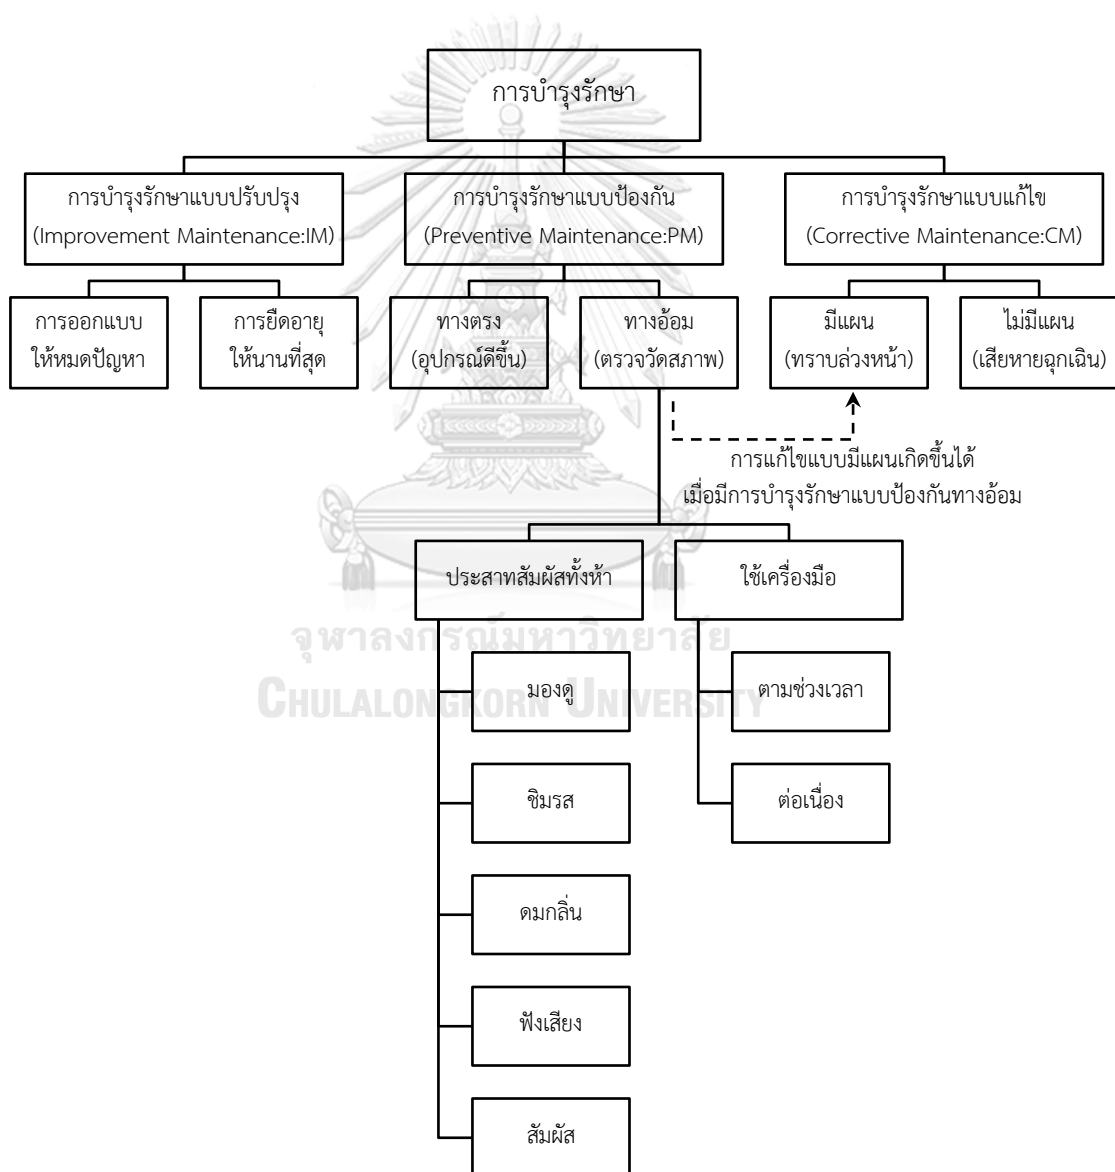 การบำรุงรักษา
การบำรุงรักษาแบบปรับปรุง
(Improvement Maintenance:IM)
การบำรุงรักษาแบบป้องกัน
(Preventive Maintenance:PM)
การบำรุงรักษาแบบแก้ไข
(Corrective Maintenance:CM)
การออกแบบ
ให้หมดปัญหา
การยืดอายุ
ให้นานที่สุด
ทางตรง
(อุปกรณ์ดีขึ้น)
ทางอ้อม
(ตรวจวัดสภาพ)
มีแผน
(ทราบล่วงหน้า)
ไม่มีแผน
(เสียหายฉุกเฉิน)
การแก้ไขแบบมีแผนเกิดขึ้นได้
เมื่อมีการบำรุงรักษาแบบป้องกันทางอ้อม
ประสาทสัมผัสทั้งห้า
ใช้เครื่องมือ
จุฬาลงกรณ์มหาวิทยาลัย
CHULALONGKORN UNIVERSITY
มองดู
ตามช่วงเวลา
ชิมรส
ต่อเนื่อง
ดมกลิ่น
ฟังเสียง
สัมผัส